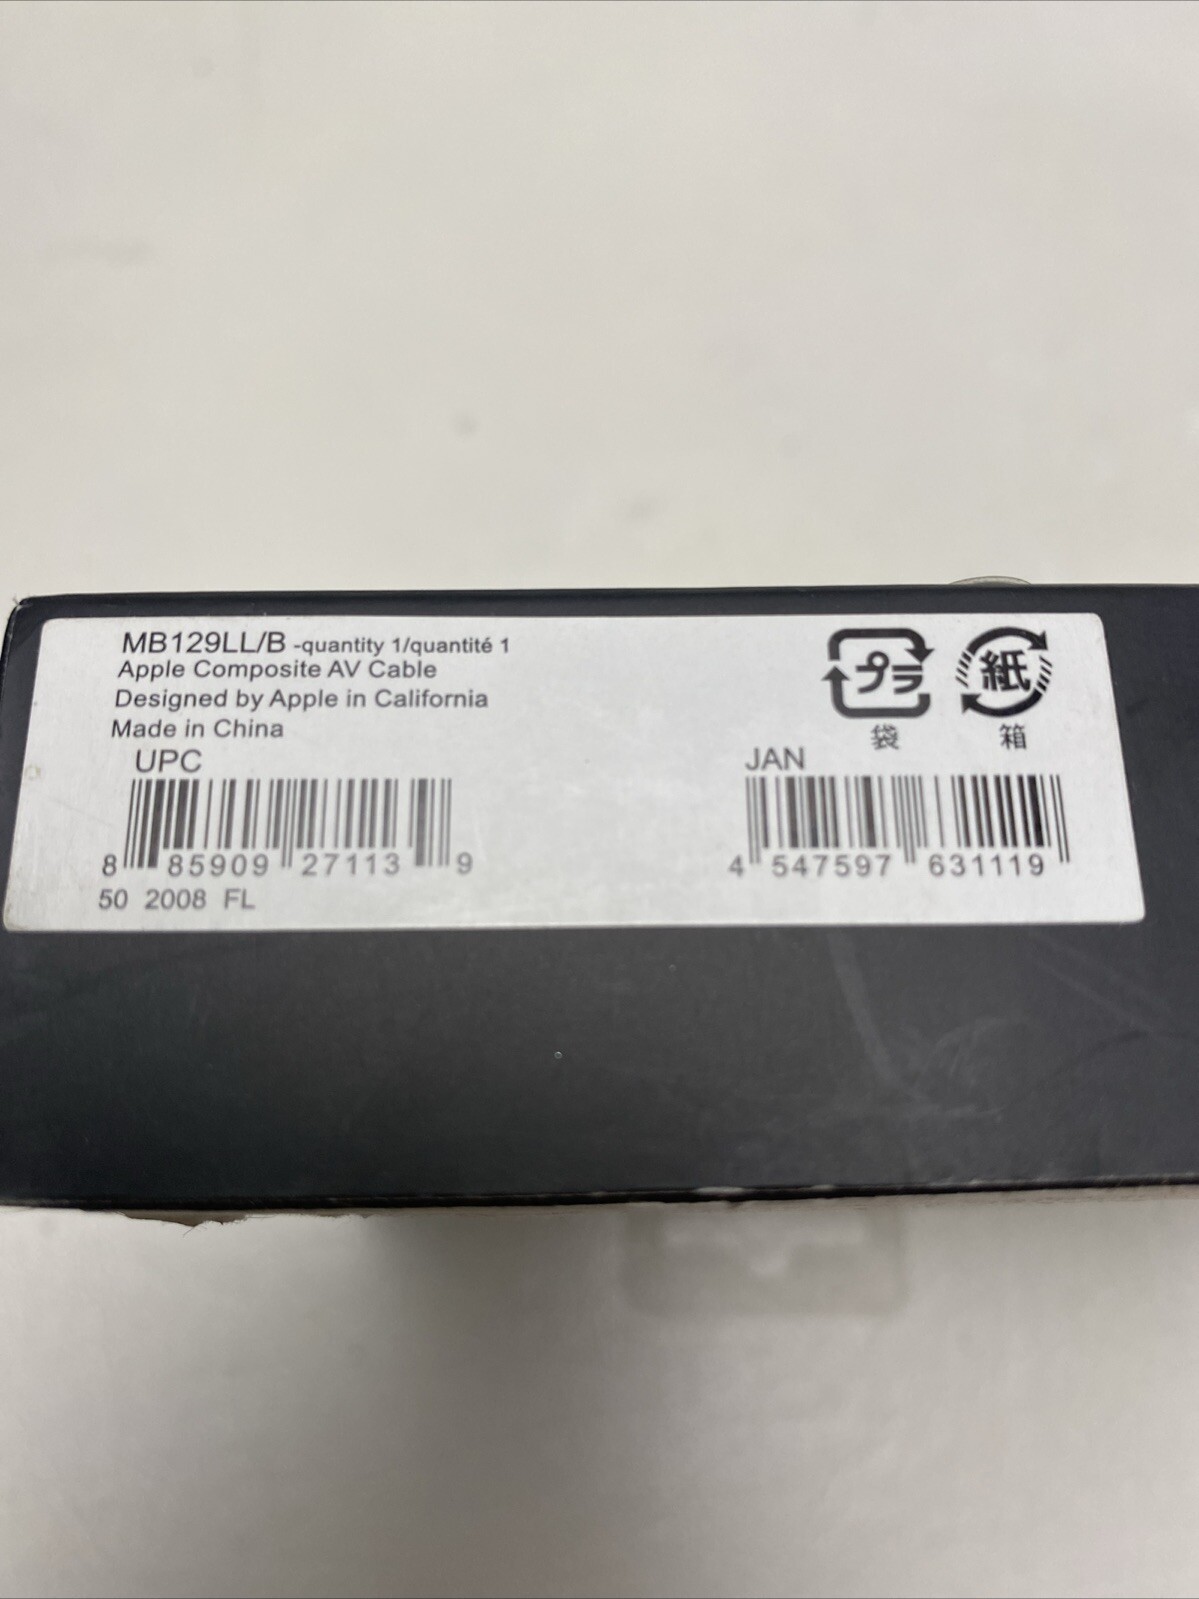 MB129LL/B -quantity 1/quantité 1
Apple Composite AV Cable
Designed by Apple in California
Made in China
プラ
袋
紙
箱
UPC
8 85909 27113 9
50 2008 FL
JAN
4 547597 631119